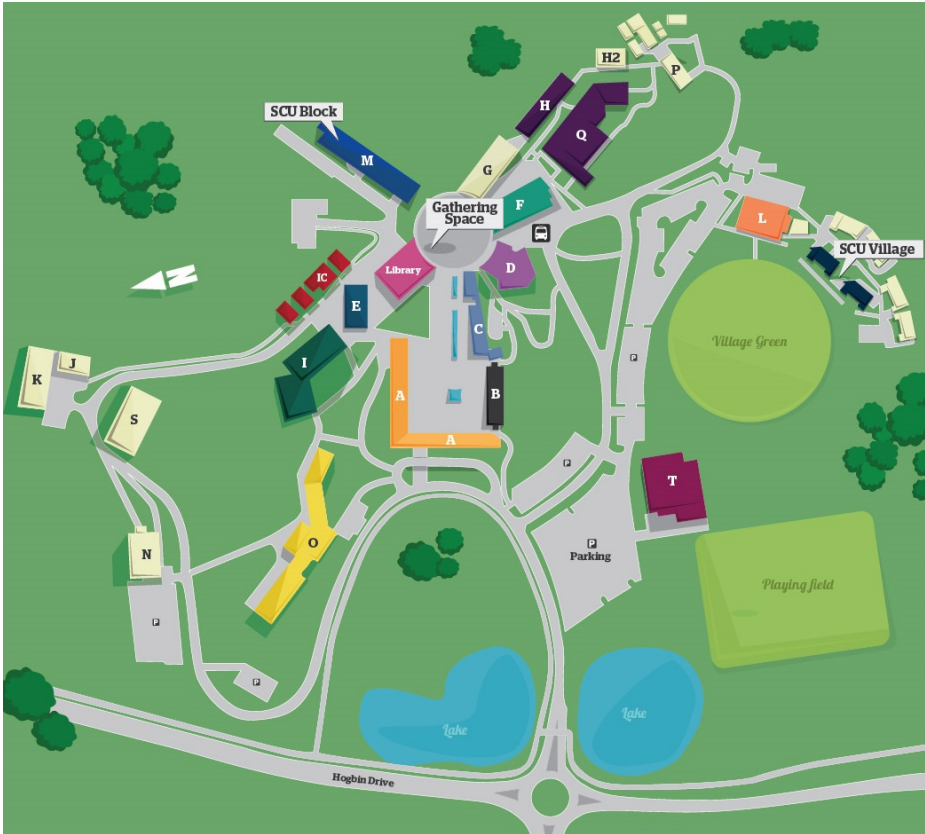 H2
P
H
SCU Block
Q
M
G
F
Gathering
Space
L
SCU Village
Library
D
IC
N
E
C
Village Green
I
J
K
P
A
B
S
A
P
T
O
P
Parking
N
Playing field
P
P
Lake
Lake
Hogbin Drive